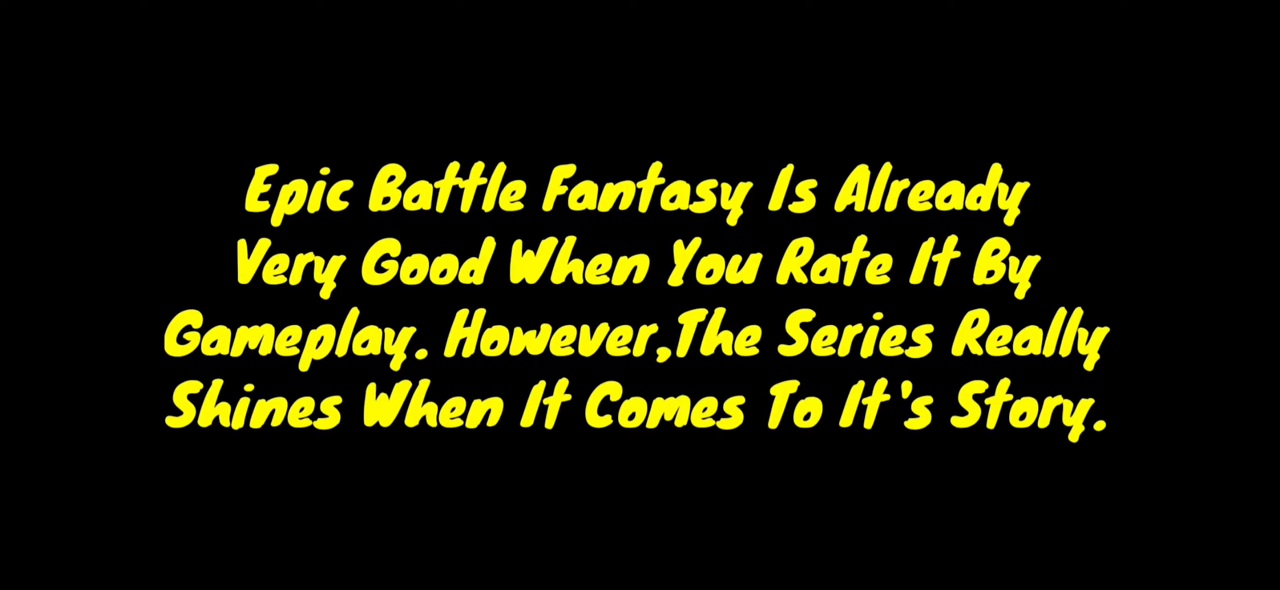 Epic Battle Fantasy Is Already
Very Good When You Rate It By
Gameplay. However,The Series Really
Shines When It Comes To It's Story.